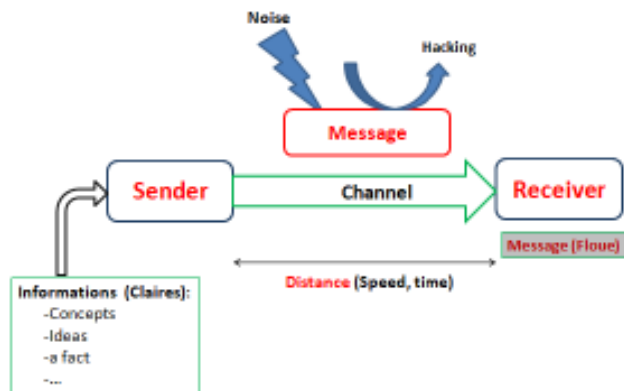 Noise
Hacking
Message
Sender
Channel
Receiver
Message (Floue)
Distance (Speed, time)
Informations (Claires):
-Concepts
-Ideas
-a fact
-...